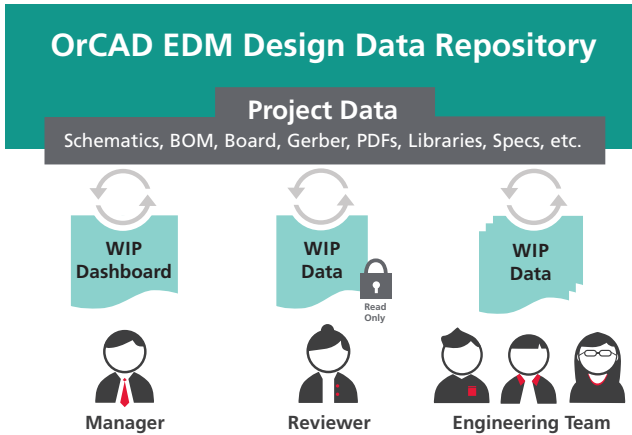 OrCAD EDM Design Data Repository
Project Data
Schematics, BOM, Board, Gerber, PDFs, Libraries, Specs, etc.
WIP
Dashboard
WIP
Data
Read
Only
WIP
Data
Manager
Reviewer
Engineering Team